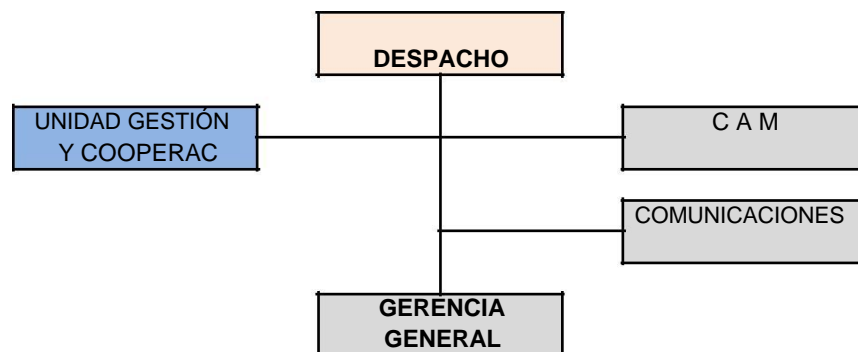 DESPACHO
UNIDAD GESTIÓN
Y COOPERAC
C A M
COMUNICACIONES
GERENCIA
GENERAL